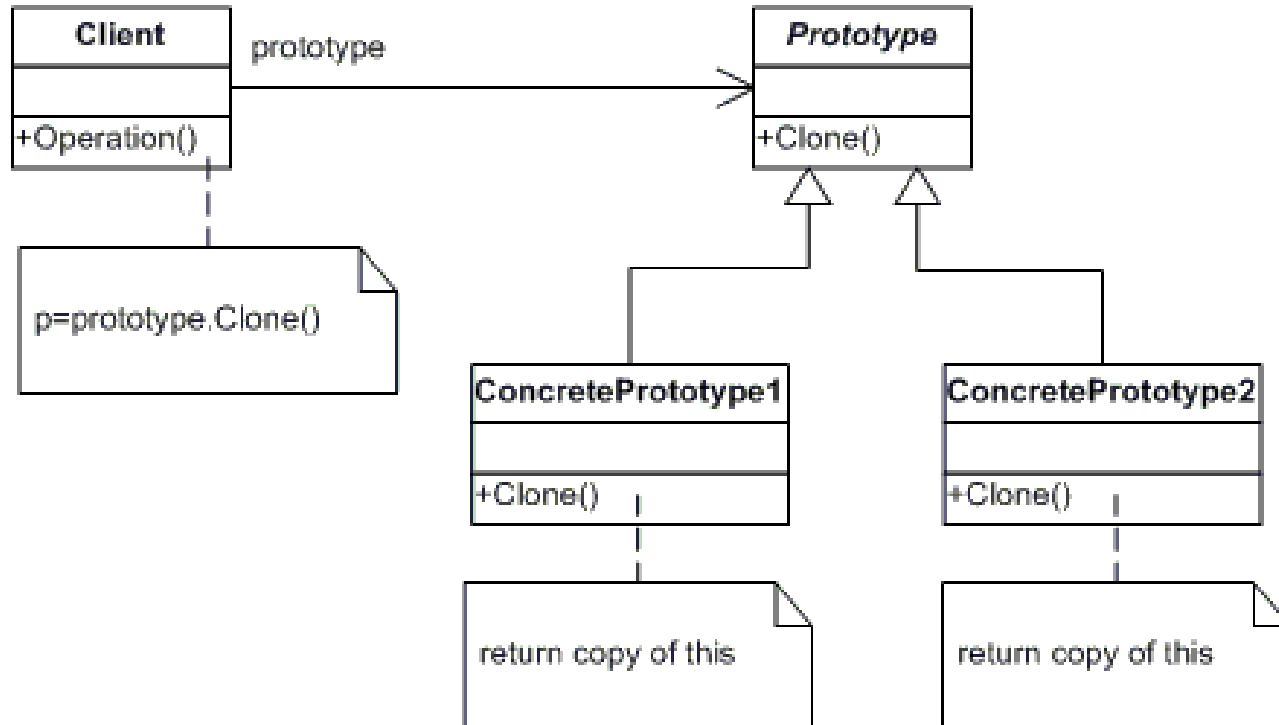 Client
prototype
Prototype
+Operation()
+Clone()
p=prototype.Clone()
ConcretePrototype1
ConcretePrototype2
+Clone()
+Clone()
return copy of this
return copy of this